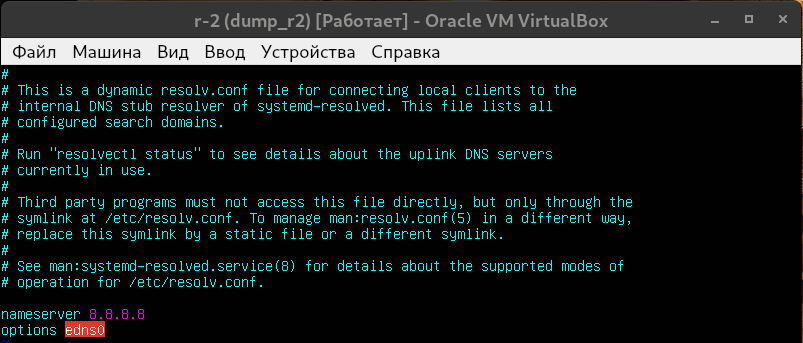 r-2 (dump_r2) [Работает] - Oracle VM VirtualBox
Файл Машина Вид Ввод Устройства Справка
#
# This is a dynamic resolv.conf file for connecting local clients to the
# internal DNS stub resolver of systemd-resolved. This file lists all
# configured search domains.
#
# Run "resolvectl status" to see details about the uplink DNS servers
# currently in use.
#
# Third party programs must not access this file directly, but only through the
# symlink at /etc/resolv.conf. To manage man:resolv.conf(5) in a different way,
# replace this symlink by a static file or a different symlink.
#
# See man:systemd-resolved.service(8) for details about the supported modes of
# operation for /etc/resolv.conf.
nameserver 8.8.8.8
options edns0
~